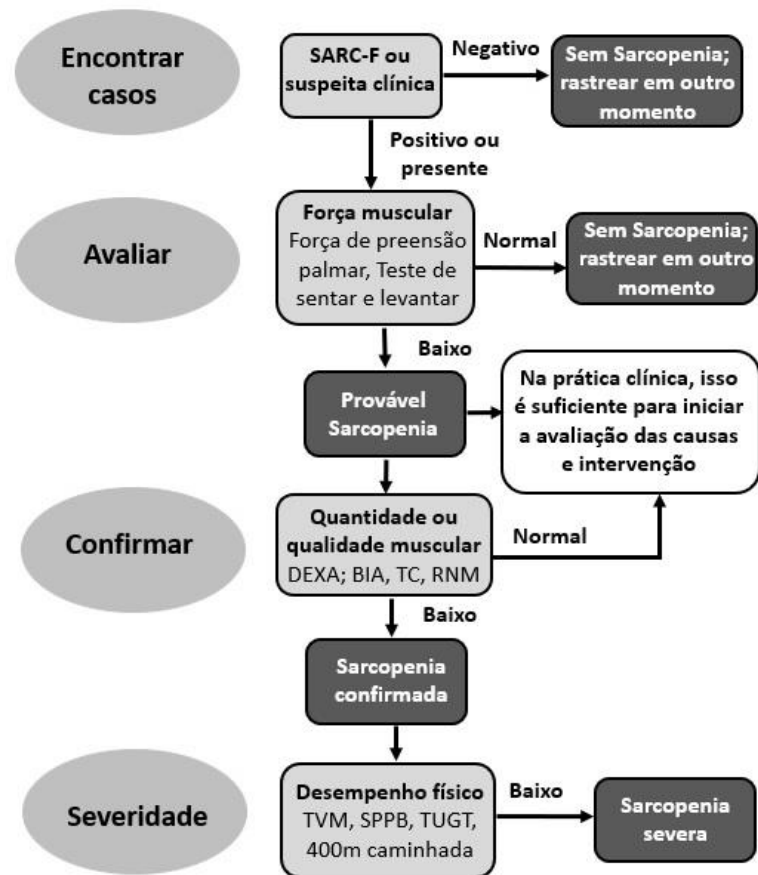 Encontrar
casos
SARC-F ou
suspeita clínica
Negativo
Sem Sarcopenia;
rastrear em outro
momento
Positivo ou
presente
Avaliar
Força muscular
Força de preensão
palmar, Teste de
sentar e levantar
Normal
Sem Sarcopenia;
rastrear em outro
momento
Baixo
Provável
Sarcopenia
Na prática clínica, isso
é suficiente para iniciar
a avaliação das causas
e intervenção
Confirmar
Quantidade ou
qualidade muscular
DEXA; BIA, TC, RNM
Normal
Baixo
Sarcopenia
confirmada
Severidade
Desempenho físico
TVM, SPPB, TUGT,
400m caminhada
Baixo
Sarcopenia
severa